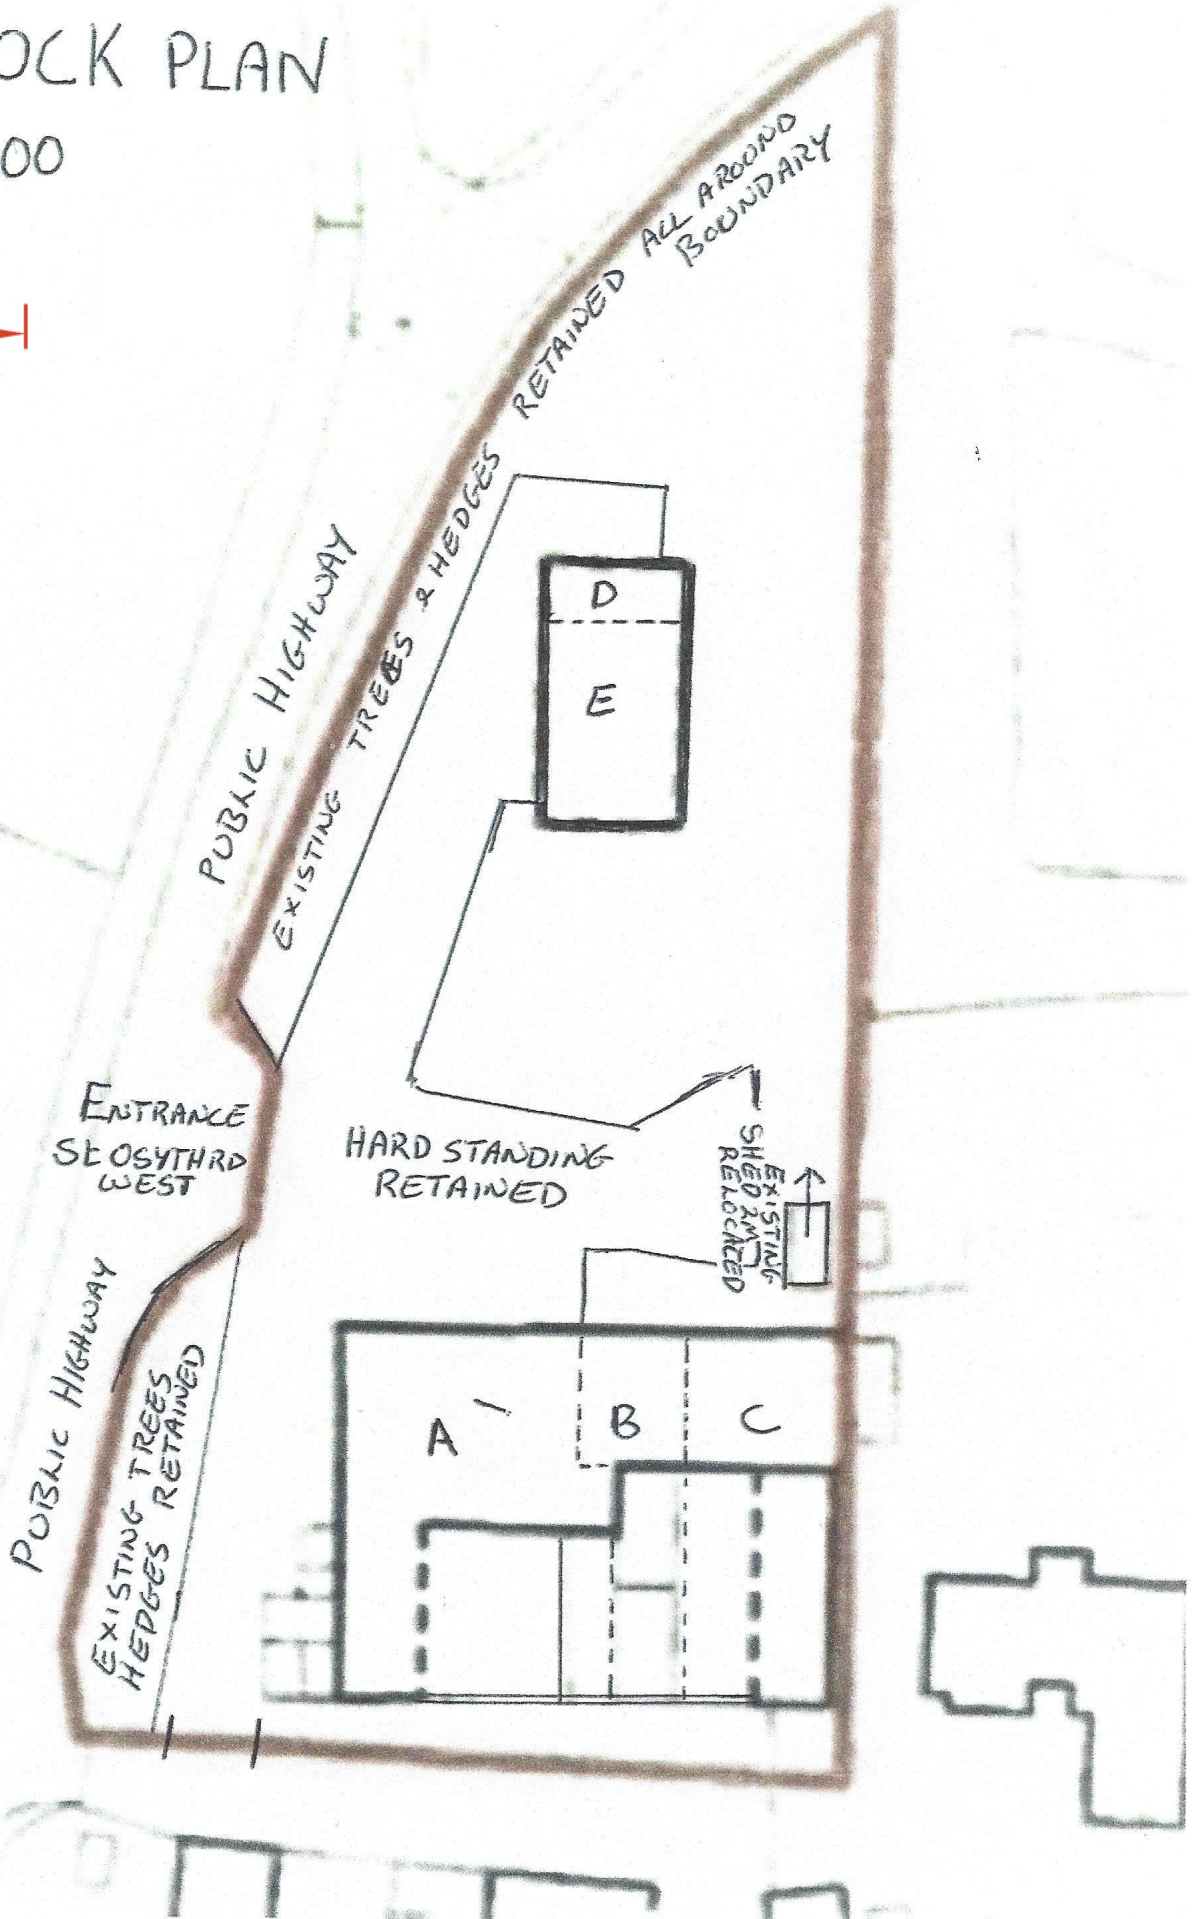 OCK PLAN
00
EXISTING TREES & HEDGES RETAINED ALL AROUND
BOUNDARY
PUBLIC HIGHWAY
D
E
ENTRANCE
St OSYTH RD
WEST
HARD STANDING
RETAINED
EXISTING
SHED 2M
RELOCATED
PUBLIC HIGHWAY
EXISTING TREES
HEDGES RETAINED
A
B
C